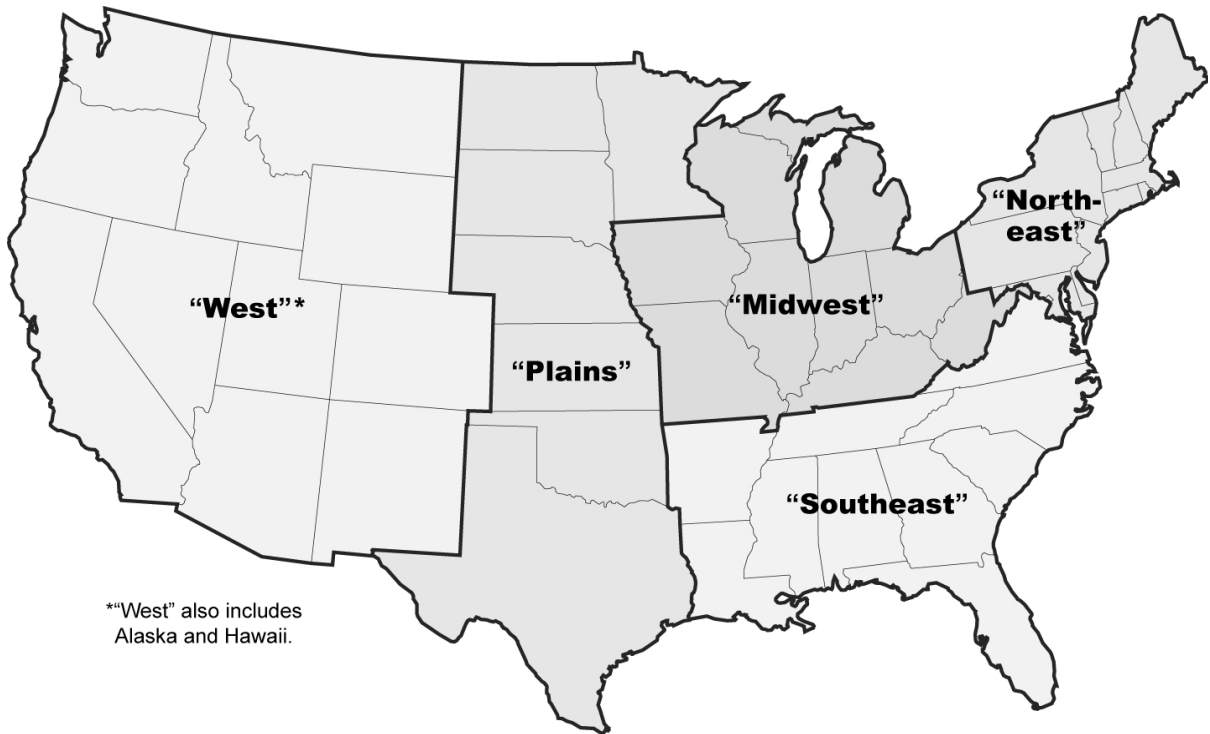 “North-
east”
“West”*
“Midwest”
“Plains”
“Southeast”
*“West” also includes
Alaska and Hawaii.